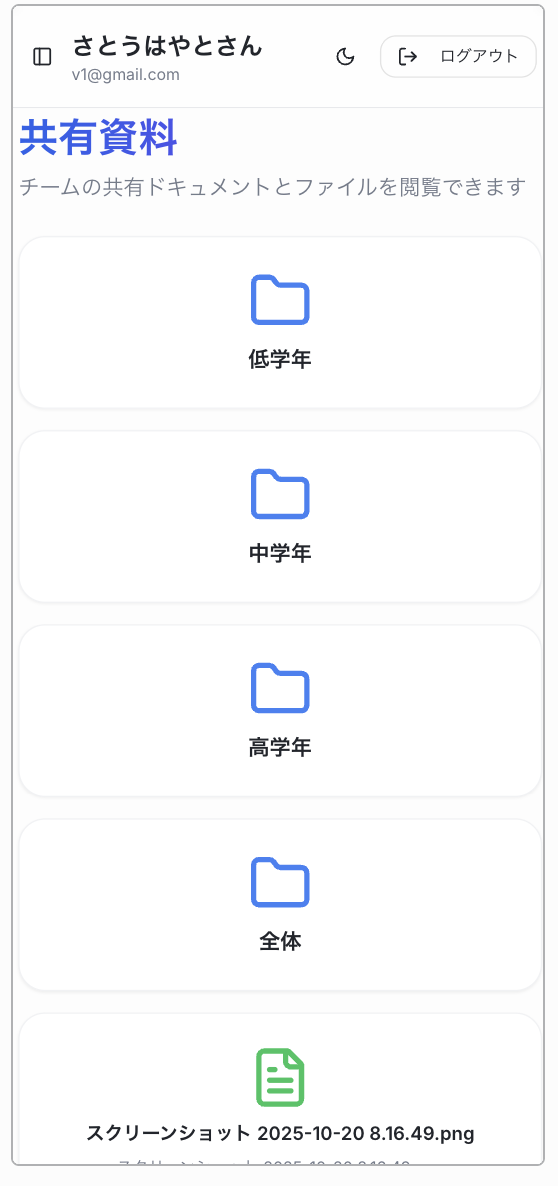 さとうはやとさん
v1@gmail.com
ログアウト
共有資料
チームの共有ドキュメントとファイルを閲覧できます
低学年
中学年
高学年
全体
スクリーンショット 2025-10-20 8.16.49.png